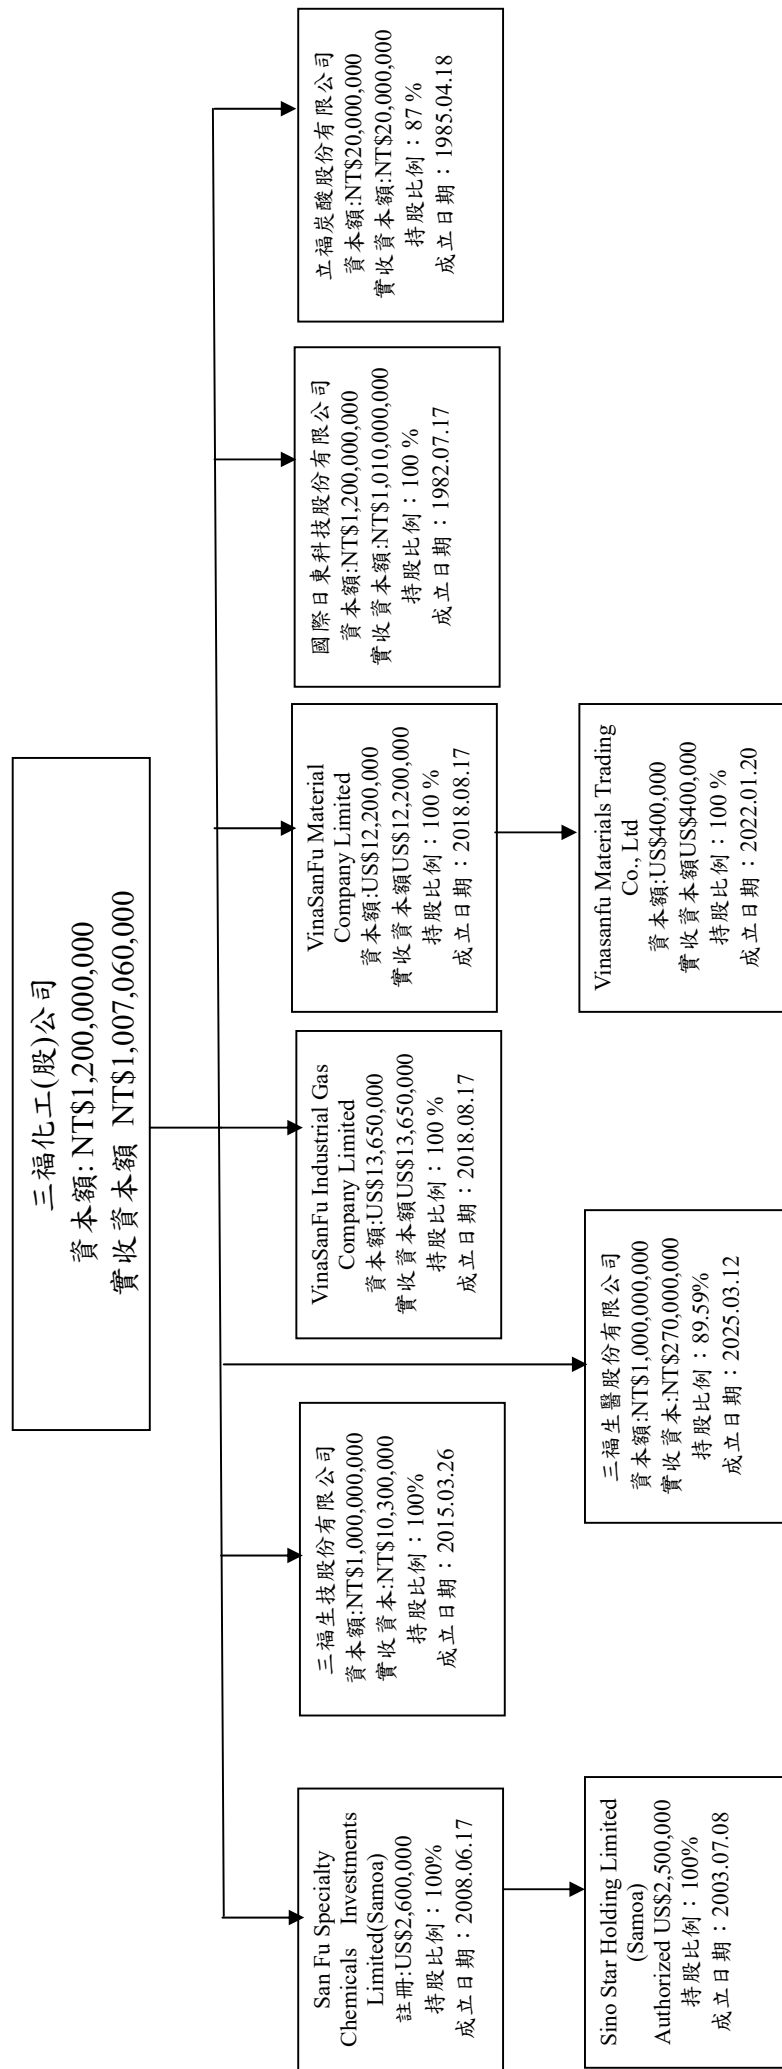 三福化工(股)公司
資本額: NT$1,200,000,000
實收資本額 NT$1,007,060,000
San Fu Specialty
Chemicals Investments
Limited(Samoa)
註冊:US$2,600,000
持股比例：100%
成立日期：2008.06.17
三福生技股份有限公司
資本額:NT$1,000,000,000
實收資本:NT$10,300,000
持股比例：100%
成立日期：2015.03.26
VinaSanFu Industrial Gas
Company Limited
資本額:US$13,650,000
實收資本額US$13,650,000
持股比例：100 %
成立日期：2018.08.17
VinaSanFu Material
Company Limited
資本額:US$12,200,000
實收資本額US$12,200,000
持股比例：100 %
成立日期：2018.08.17
國際日東科技股份有限公司
資本額:NT$1,200,000,000
實收資本額:NT$1,010,000,000
持股比例：100 %
成立日期：1982.07.17
立福炭酸股份有限公司
資本額:NT$20,000,000
實收資本額:NT$20,000,000
持股比例：87 %
成立日期：1985.04.18
Sino Star Holding Limited
(Samoa)
Authorized US$2,500,000
持股比例：100%
成立日期：2003.07.08
三福生醫股份有限公司
資本額:NT$1,000,000,000
實收資本:NT$270,000,000
持股比例：89.59%
成立日期：2025.03.12
Vinasanfu Materials Trading
Co., Ltd
資本額:US$400,000
實收資本額US$400,000
持股比例：100 %
成立日期：2022.01.20